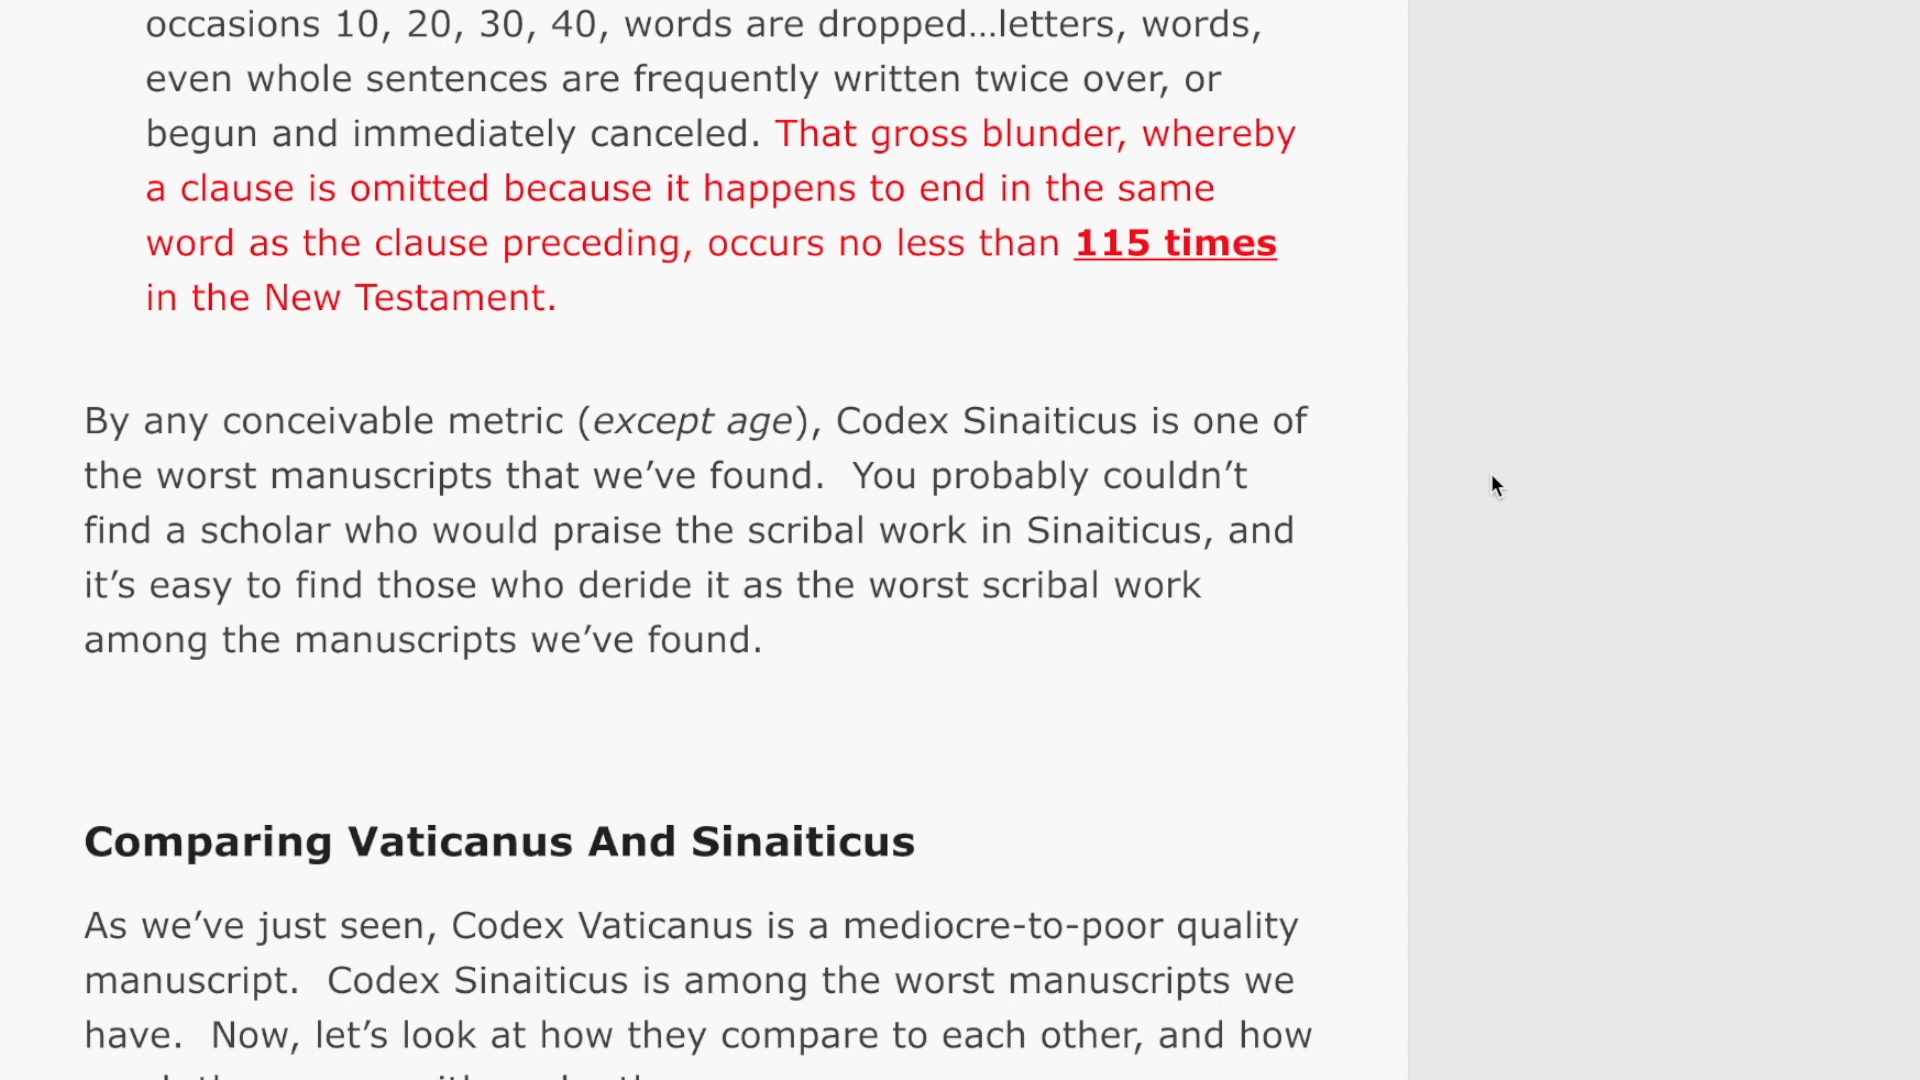 occasions 10, 20, 30, 40, words are dropped…letters, words,
even whole sentences are frequently written twice over, or
begun and immediately canceled. That gross blunder, whereby
a clause is omitted because it happens to end in the same
word as the clause preceding, occurs no less than 115 times
in the New Testament.
By any conceivable metric (except age), Codex Sinaiticus is one of
the worst manuscripts that we’ve found.  You probably couldn’t
find a scholar who would praise the scribal work in Sinaiticus, and
it’s easy to find those who deride it as the worst scribal work
among the manuscripts we’ve found.
Comparing Vaticanus And Sinaiticus
As we’ve just seen, Codex Vaticanus is a mediocre-to-poor quality
manuscript.  Codex Sinaiticus is among the worst manuscripts we
have.  Now, let’s look at how they compare to each other, and how